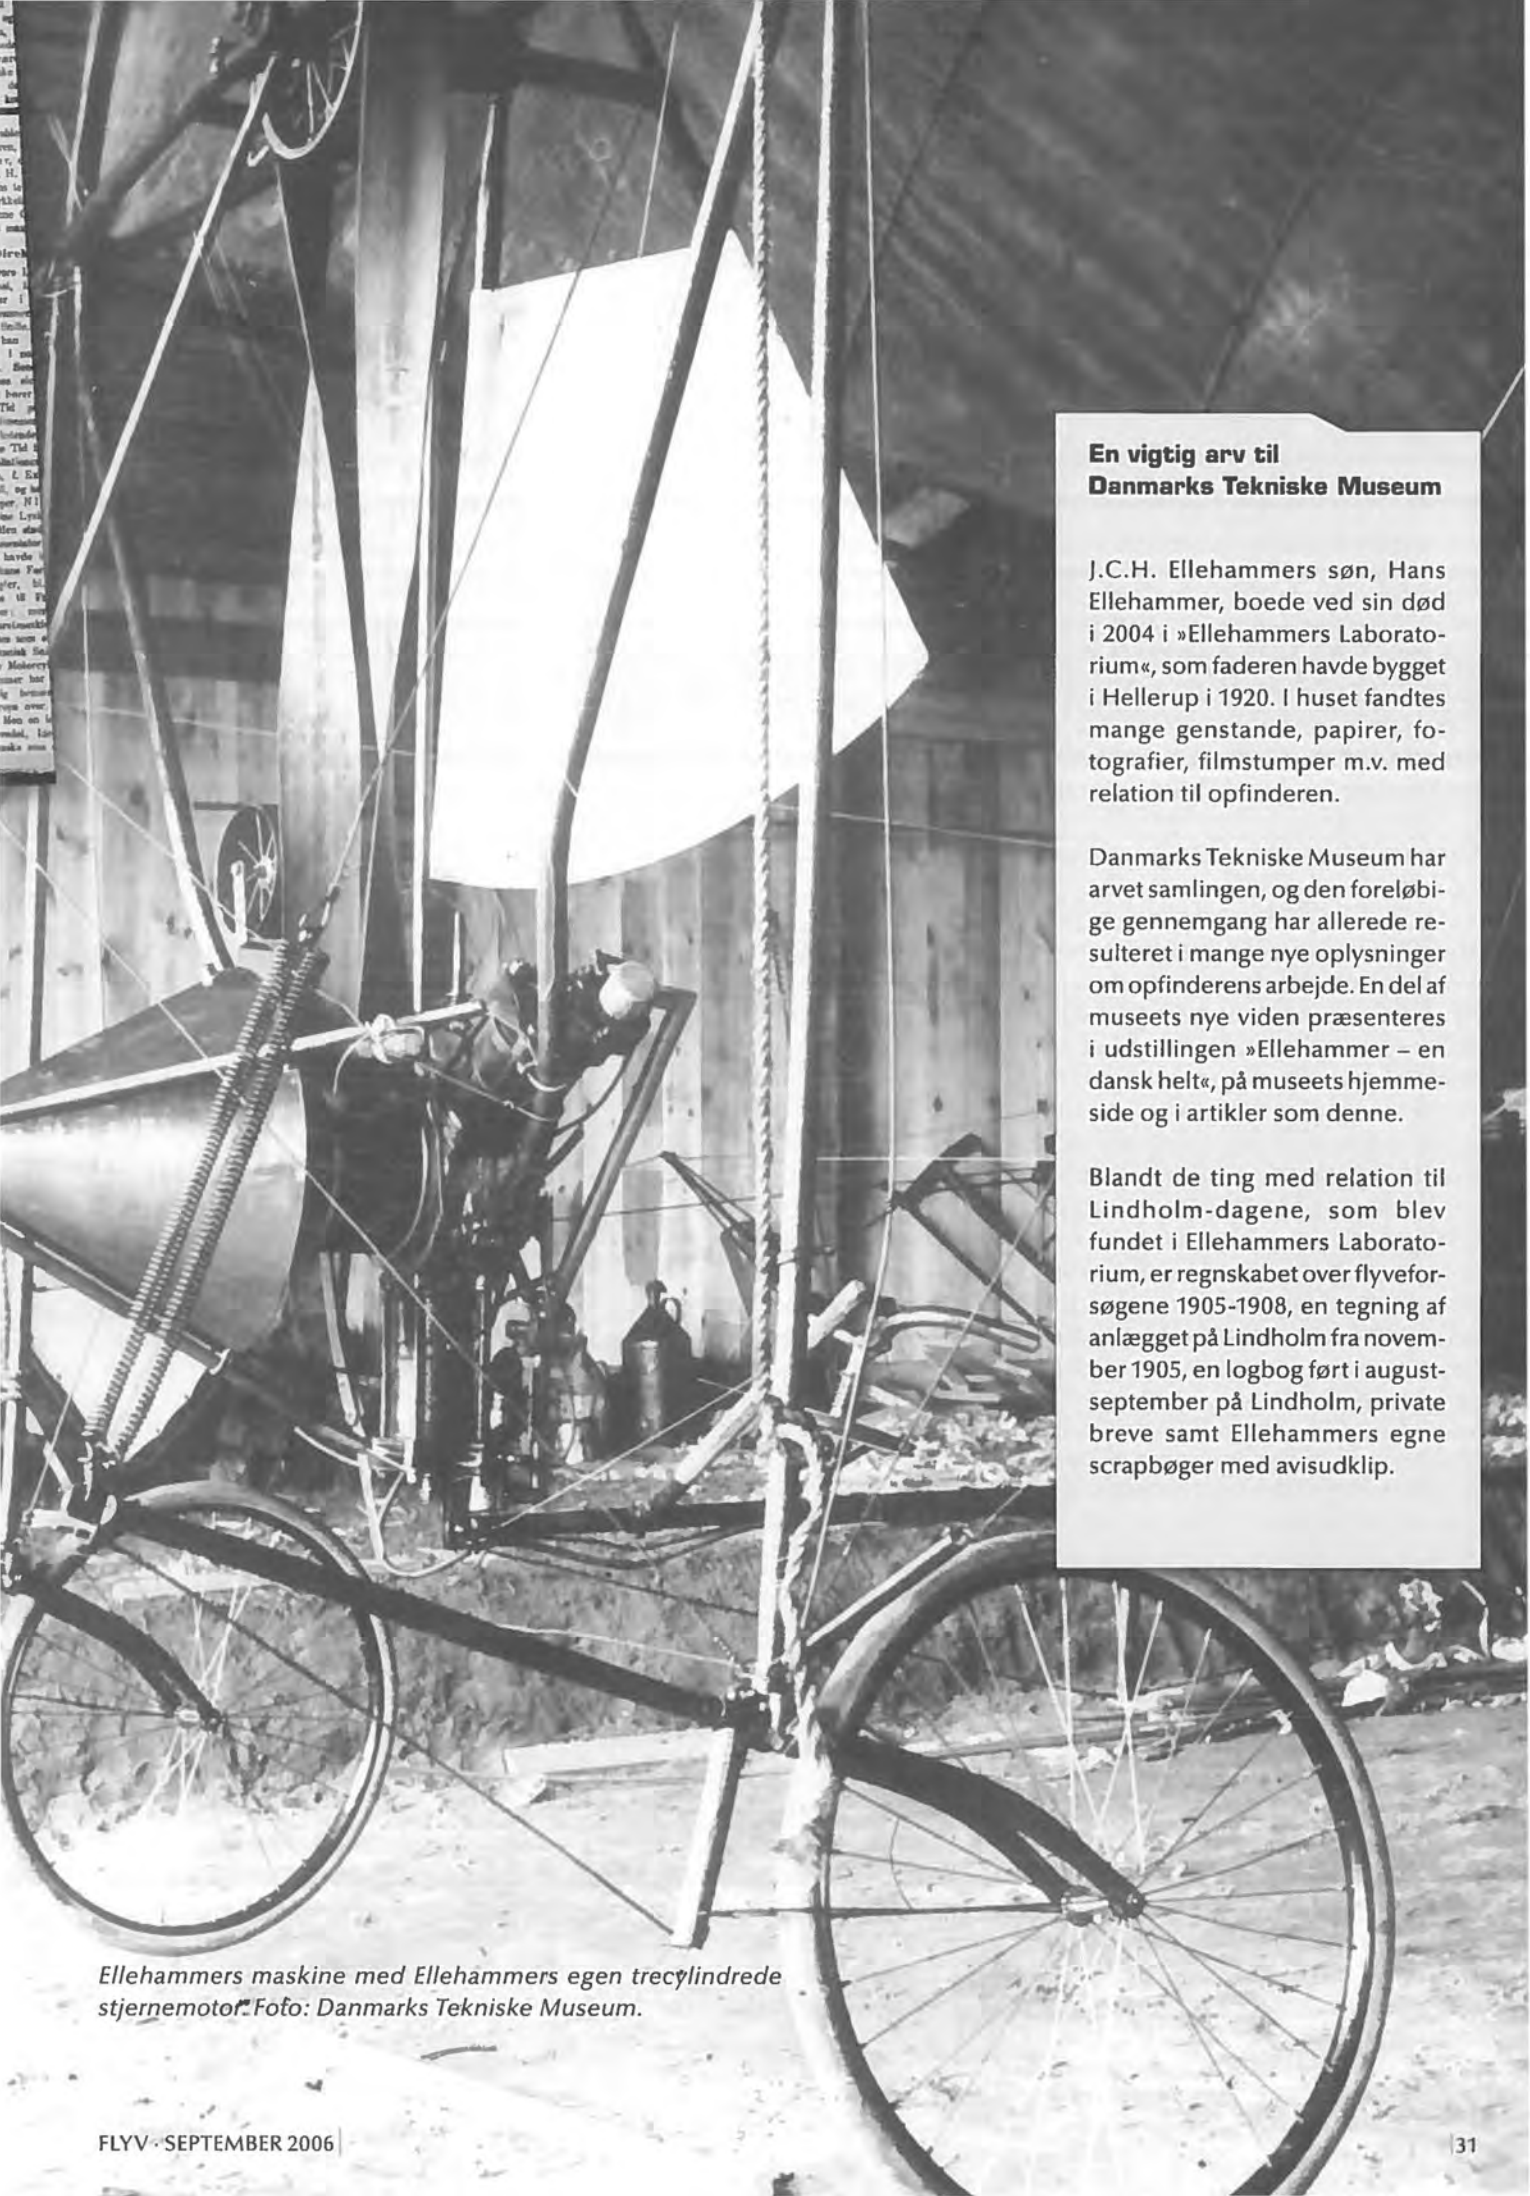 En vigtig arv til
Danmarks Tekniske Museum
J.C.H. Ellehammers søn, Hans
Ellehammer, boede ved sin død
i 2004 i »Ellehammers Laborato-
rium«, som faderen havde bygget
i Hellerup i 1920. I huset fandtes
mange genstande, papirer, fo-
tografier, filmstumper m.v. med
relation til opfinderen.
Danmarks Tekniske Museum har
arvet samlingen, og den foreløbi-
ge gennemgang har allerede re-
sulteret i mange nye oplysninger
om opfinderens arbejde. En del af
museets nye viden præsenteres
i udstillingen »Ellehammer – en
dansk helt«, på museets hjemme-
side og i artikler som denne.
Blandt de ting med relation til
Lindholm-dagene, som blev
fundet i Ellehammers Laborato-
rium, er regnskabet over flyvefor-
søgene 1905-1908, en tegning af
anlægget på Lindholm fra novem-
ber 1905, en logbog ført i august-
september på Lindholm, private
breve samt Ellehammers egne
scrapbøger med avisudklip.
Ellehammers maskine med Ellehammers egen trecylindrede
stjernemotor. Foto: Danmarks Tekniske Museum.
FLYV · SEPTEMBER 2006
31